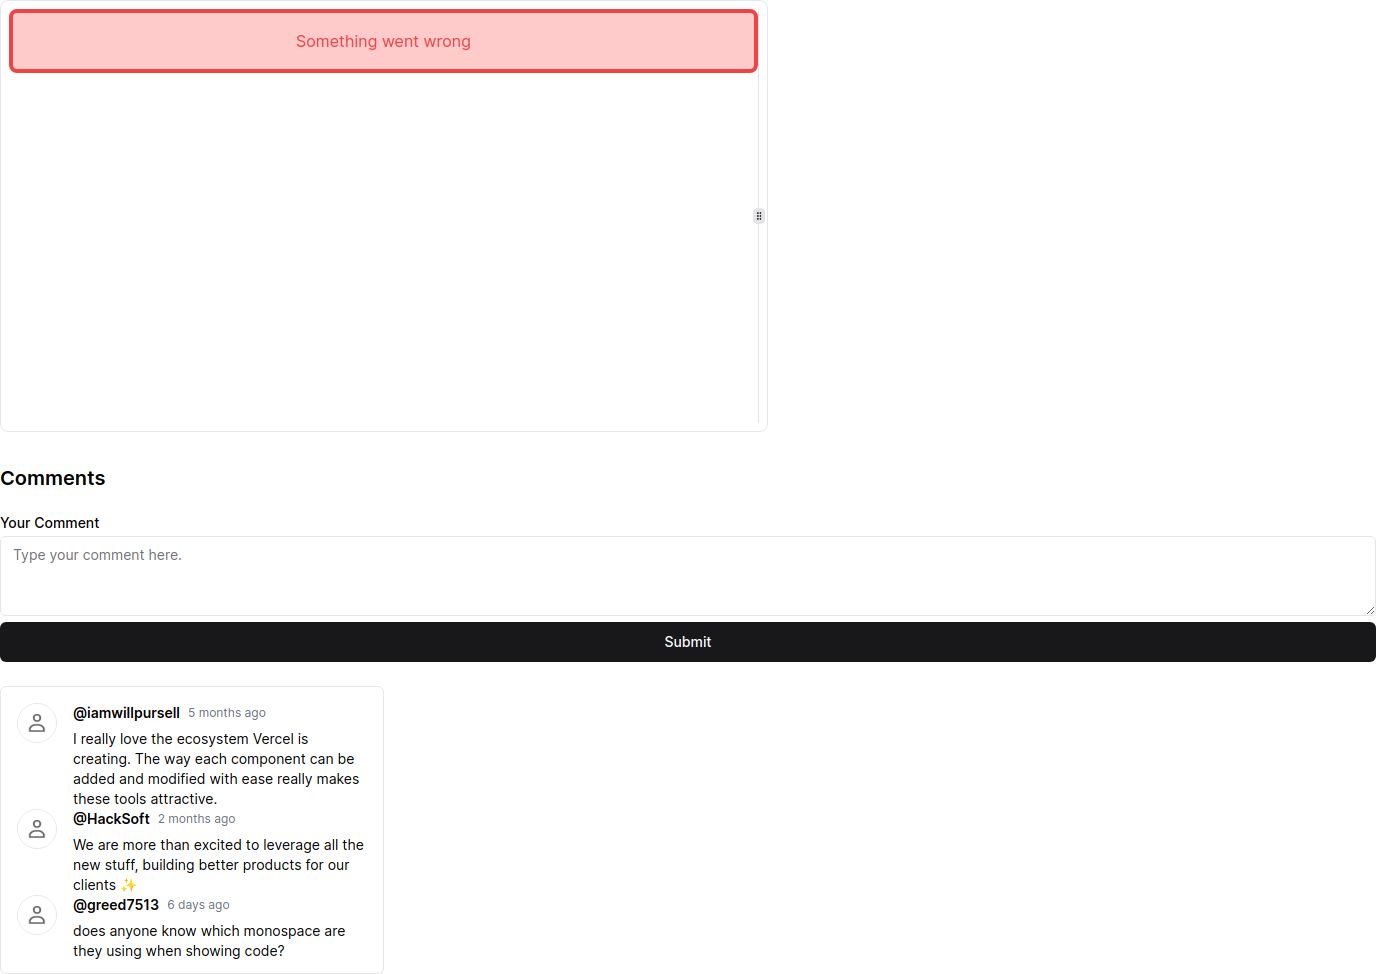 Something went wrong
Comments
Your Comment
Type your comment here.
Submit
@iamwillpursell 5 months ago
I really love the ecosystem Vercel is
creating. The way each component can be
added and modified with ease really makes
these tools attractive.
@HackSoft 2 months ago
We are more than excited to leverage all the
new stuff, building better products for our
clients ✨
@greed7513 6 days ago
does anyone know which monospace are
they using when showing code?